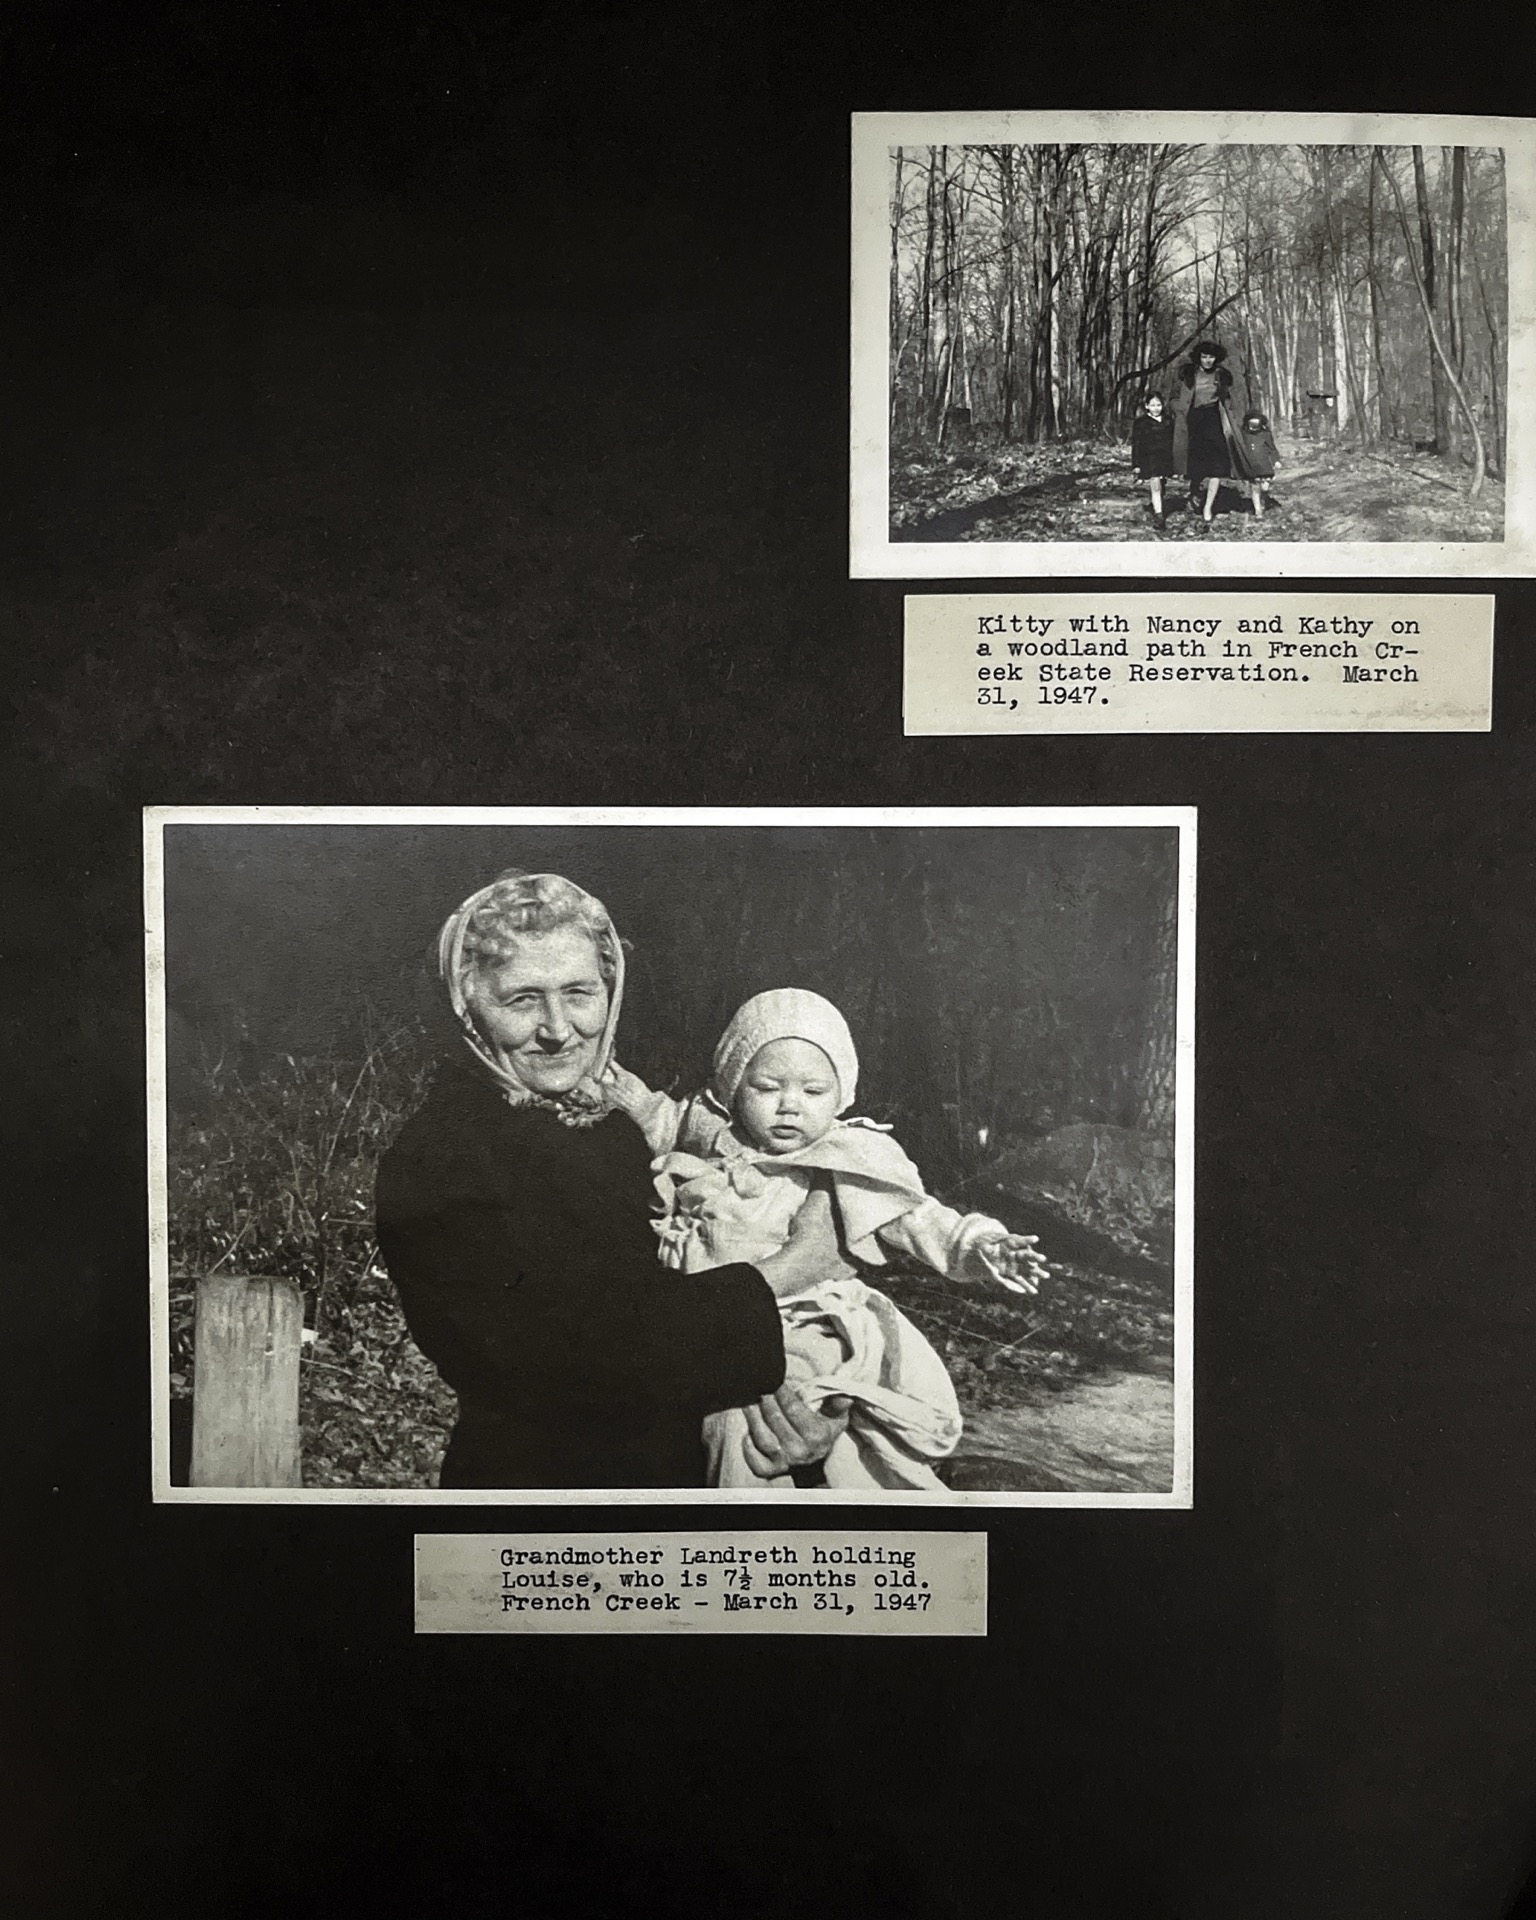 Kitty with Nancy and Kathy on
a woodland path in French Cr-
eek State Reservation.  March
31, 1947.
Grandmother Landreth holding
Louise, who is 7½ months old.
French Creek - March 31, 1947